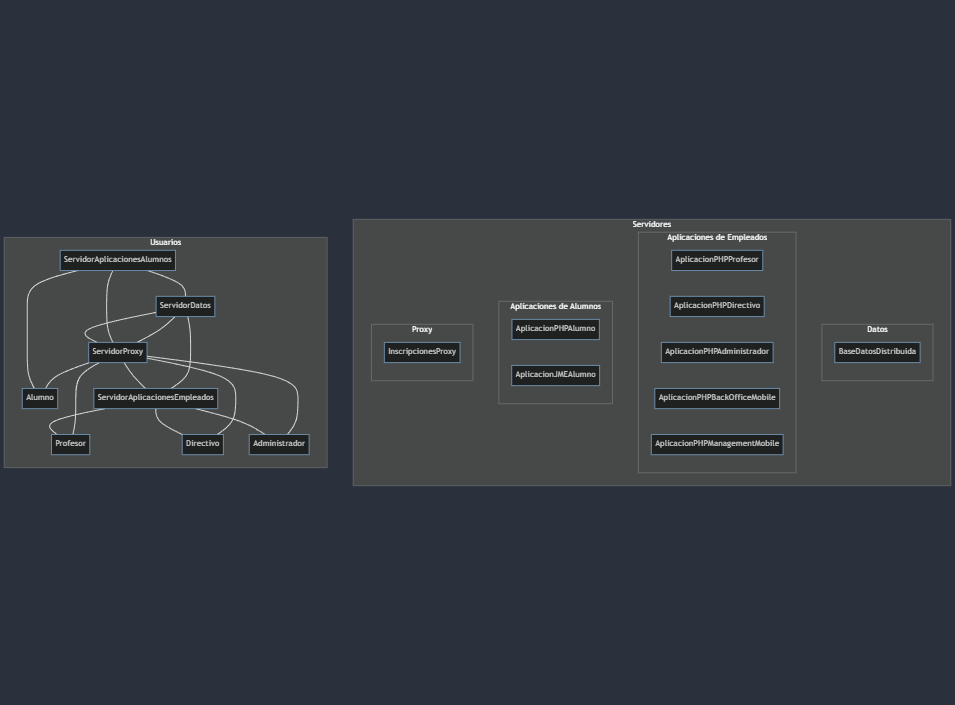 Usuarios
ServidorAplicacionesAlumnos
ServidorDatos
ServidorProxy
Alumno
ServidorAplicacionesEmpleados
Profesor
Directivo
Administrador
Servidores
Proxy
InscripcionesProxy
Aplicaciones de Alumnos
AplicacionPHPAlumno
AplicacionJMEAlumno
Aplicaciones de Empleados
AplicacionPHPProfesor
AplicacionPHPDirectivo
AplicacionPHPAdministrador
AplicacionPHPBackOfficeMobile
AplicacionPHPManagementMobile
Datos
BaseDatosDistribuida